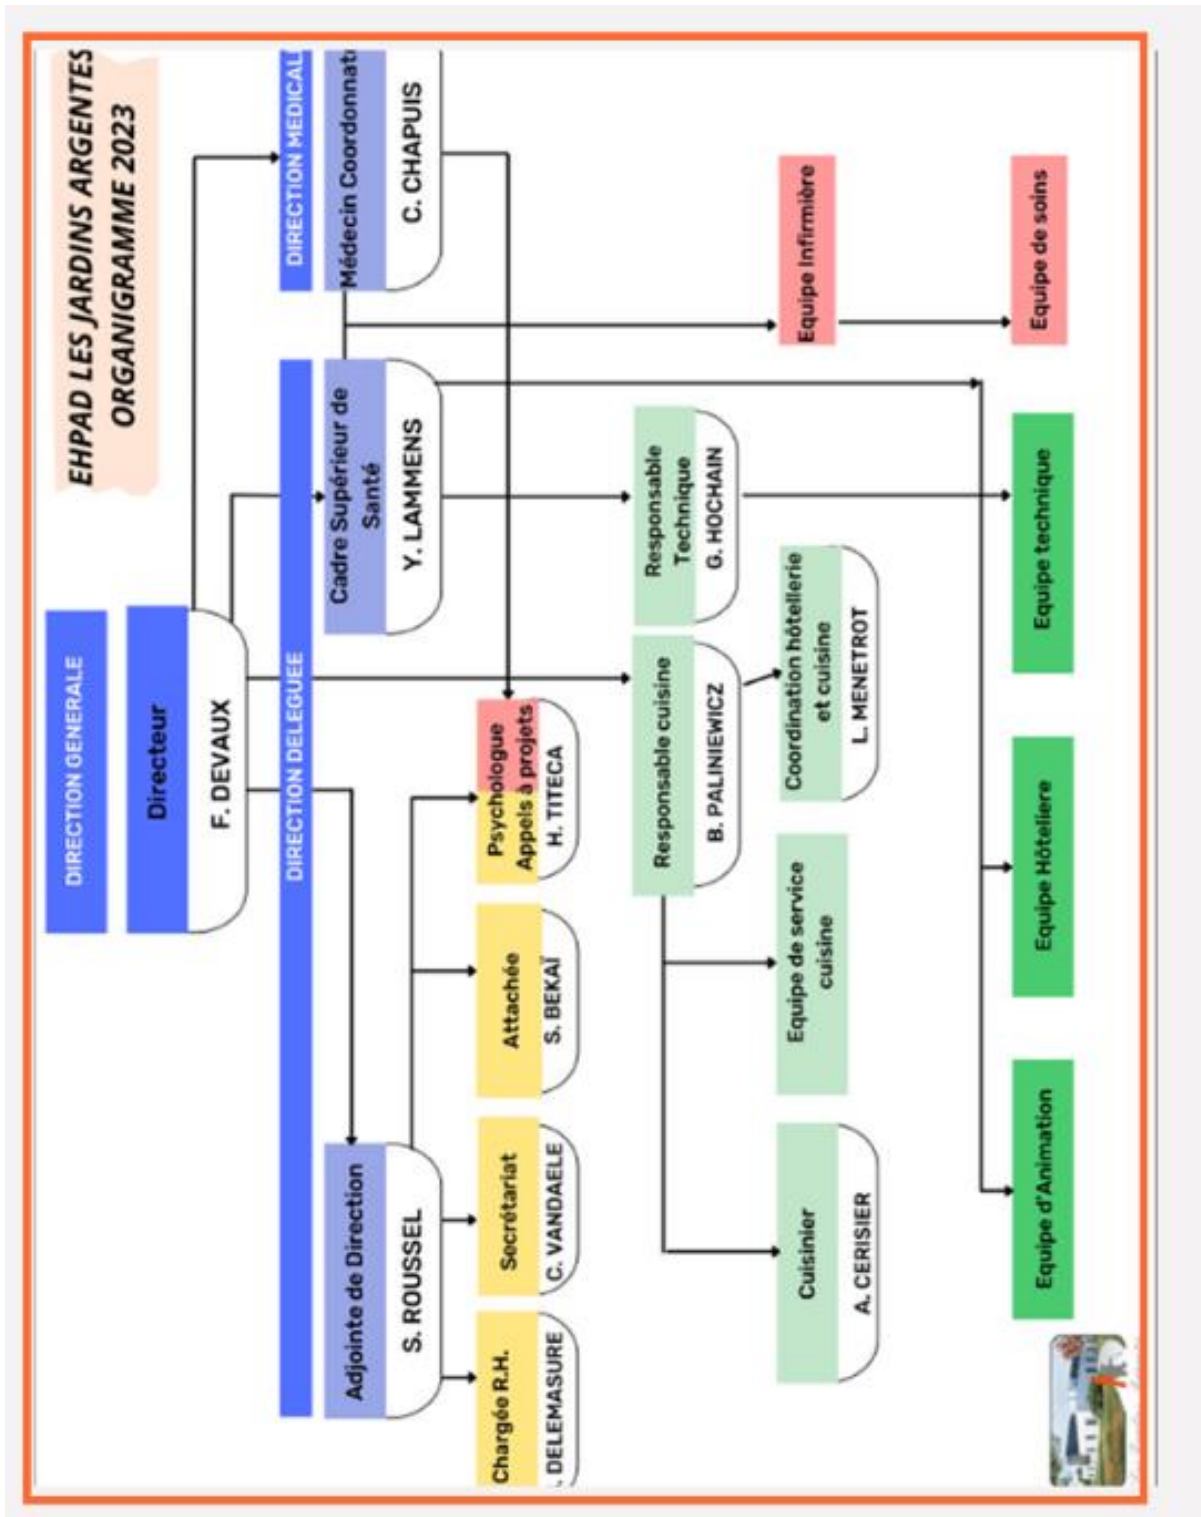 EHPAD LES JARDINS ARGENTES
ORGANIGRAMME 2023
DIRECTION GENERALE
Directeur
F. DEVAUX
DIRECTION DELEGUEE
DIRECTION MEDICAL
Adjointe de Direction
S. ROUSSEL
Cadre Supérieur de
Santé
Y. LAMMENS
Médecin Coordonnat
C. CHAPUIS
Chargée R.H.
. DELEMASURE
Secrétariat
C. VANDAELE
Attachée
S. BEKAÏ
Psychologue
Appels à projets
H. TITECA
Responsable cuisine
B. PALINIEWICZ
Responsable
Technique
G. HOCHAIN
Cuisinier
A. CERISIER
Equipe de service
cuisine
Coordination hôtellerie
et cuisine
L. MENETROT
Equipe Infirmière
Equipe d'Animation
Equipe Hôteliere
Equipe technique
Equipe de soins